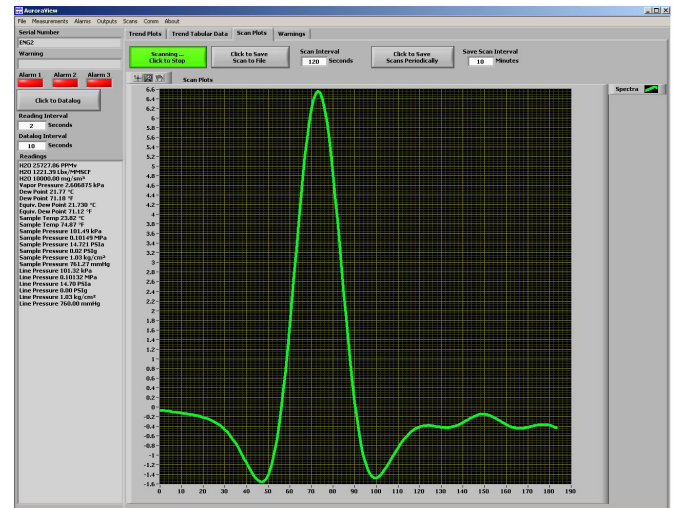 AuroraView
File Measurements Alarms Outputs Scans Comm About
Serial Number
ENG2
Warning
Alarm 1 Alarm 2 Alarm 3
Click to Datalog
Reading Interval
2 Seconds
Datalog Interval
10 Seconds
Readings
H2O 25727.86 PPMv
H2O 1221.39 Lbs/MMSCF
H2O 18000.00 mg/sm³
Vapor Pressure 2.606875 kPa
Dew Point 21.77 °C
Dew Point 71.18 °F
Equiv. Dew Point 21.730 °C
Equiv. Dew Point 71.12 °F
Sample Temp 23.82 °C
Sample Temp 74.87 °F
Sample Pressure 101.49 kPa
Sample Pressure 0.10149 MPa
Sample Pressure 14.721 PSIa
Sample Pressure 0.02 PSIg
Sample Pressure 1.03 kg/cm²
Sample Pressure 761.27 mmHg
Line Pressure 101.32 kPa
Line Pressure 0.10132 MPa
Line Pressure 14.70 PSIa
Line Pressure 0.00 PSIg
Line Pressure 1.03 kg/cm²
Line Pressure 760.00 mmHg
Trend Plots Trend Tabular Data Scan Plots Warnings
Scanning ...
Click to Stop
Click to Save
Scan to File
Scan Interval
120 Seconds
Click to Save
Scans Periodically
Save Scan Interval
10 Minutes
Scan Plots
Spectra
6.6
6.2
5.8
5.6
5.4
5.2
5
4.8
4.6
4.4
4.2
4
3.8
3.6
3.4
3.2
3
2.8
2.6
2.4
2.2
2
1.8
1.6
1.4
1.2
1
0.8
0.6
0.4
0.2
0
-0.2
-0.4
-0.6
-0.8
-1
-1.2
-1.4
-1.6
0 10 20 30 40 50 60 70 80 90 100 110 120 130 140 150 160 170 180 190